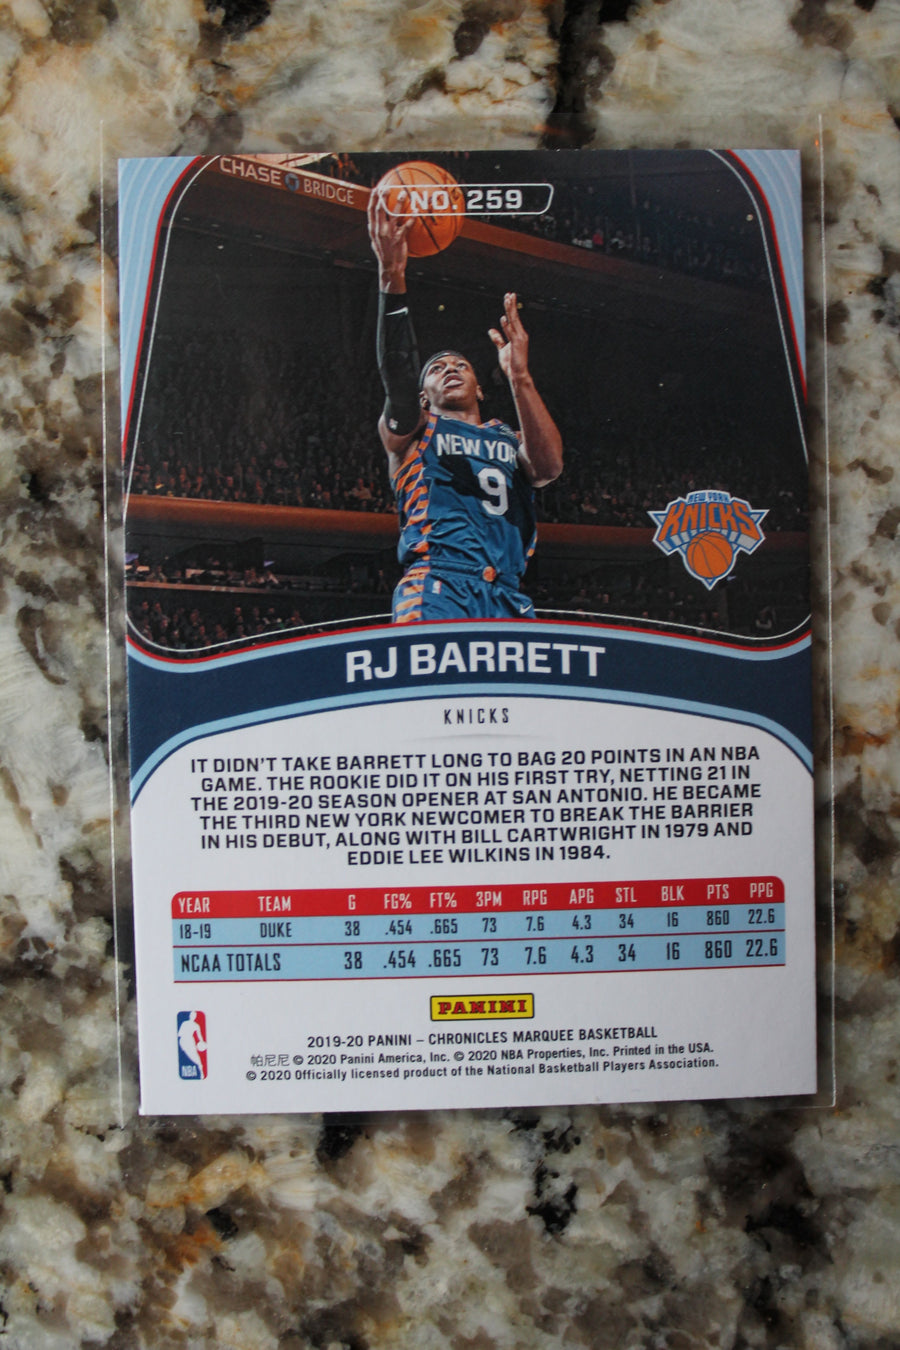 CHASE BRIDGE
NO. 259
NEW YOR
9
NEW YORK
KNICKS
RJ BARRETT
KNICKS
IT DIDN'T TAKE BARRETT LONG TO BAG 20 POINTS IN AN NBA
GAME. THE ROOKIE DID IT ON HIS FIRST TRY, NETTING 21 IN
THE 2019-20 SEASON OPENER AT SAN ANTONIO. HE BECAME
THE THIRD NEW YORK NEWCOMER TO BREAK THE BARRIER
IN HIS DEBUT, ALONG WITH BILL CARTWRIGHT IN 1979 AND
EDDIE LEE WILKINS IN 1984.
YEAR TEAM G FG% FT% 3PM RPG APG STL BLK PTS PPG
18-19 DUKE 38 .454 .665 73 7.6 4.3 34 16 860 22.6
NCAA TOTALS 38 .454 .665 73 7.6 4.3 34 16 860 22.6
PANINI
NBA
2019-20 PANINI – CHRONICLES MARQUEE BASKETBALL
帕尼尼 © 2020 Panini America, Inc. © 2020 NBA Properties, Inc. Printed in the USA.
© 2020 Officially licensed product of the National Basketball Players Association.